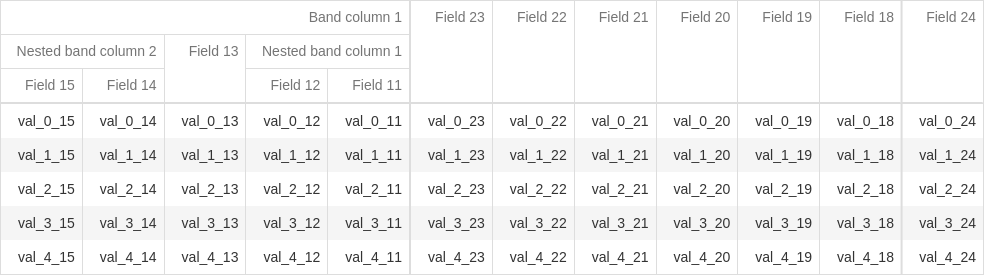 Band column 1 Field 23 Field 22 Field 21 Field 20 Field 19 Field 18 Field 24
Nested band column 2 Field 13 Nested band column 1
Field 15 Field 14 Field 12 Field 11
val_0_15 val_0_14 val_0_13 val_0_12 val_0_11 val_0_23 val_0_22 val_0_21 val_0_20 val_0_19 val_0_18 val_0_24
val_1_15 val_1_14 val_1_13 val_1_12 val_1_11 val_1_23 val_1_22 val_1_21 val_1_20 val_1_19 val_1_18 val_1_24
val_2_15 val_2_14 val_2_13 val_2_12 val_2_11 val_2_23 val_2_22 val_2_21 val_2_20 val_2_19 val_2_18 val_2_24
val_3_15 val_3_14 val_3_13 val_3_12 val_3_11 val_3_23 val_3_22 val_3_21 val_3_20 val_3_19 val_3_18 val_3_24
val_4_15 val_4_14 val_4_13 val_4_12 val_4_11 val_4_23 val_4_22 val_4_21 val_4_20 val_4_19 val_4_18 val_4_24